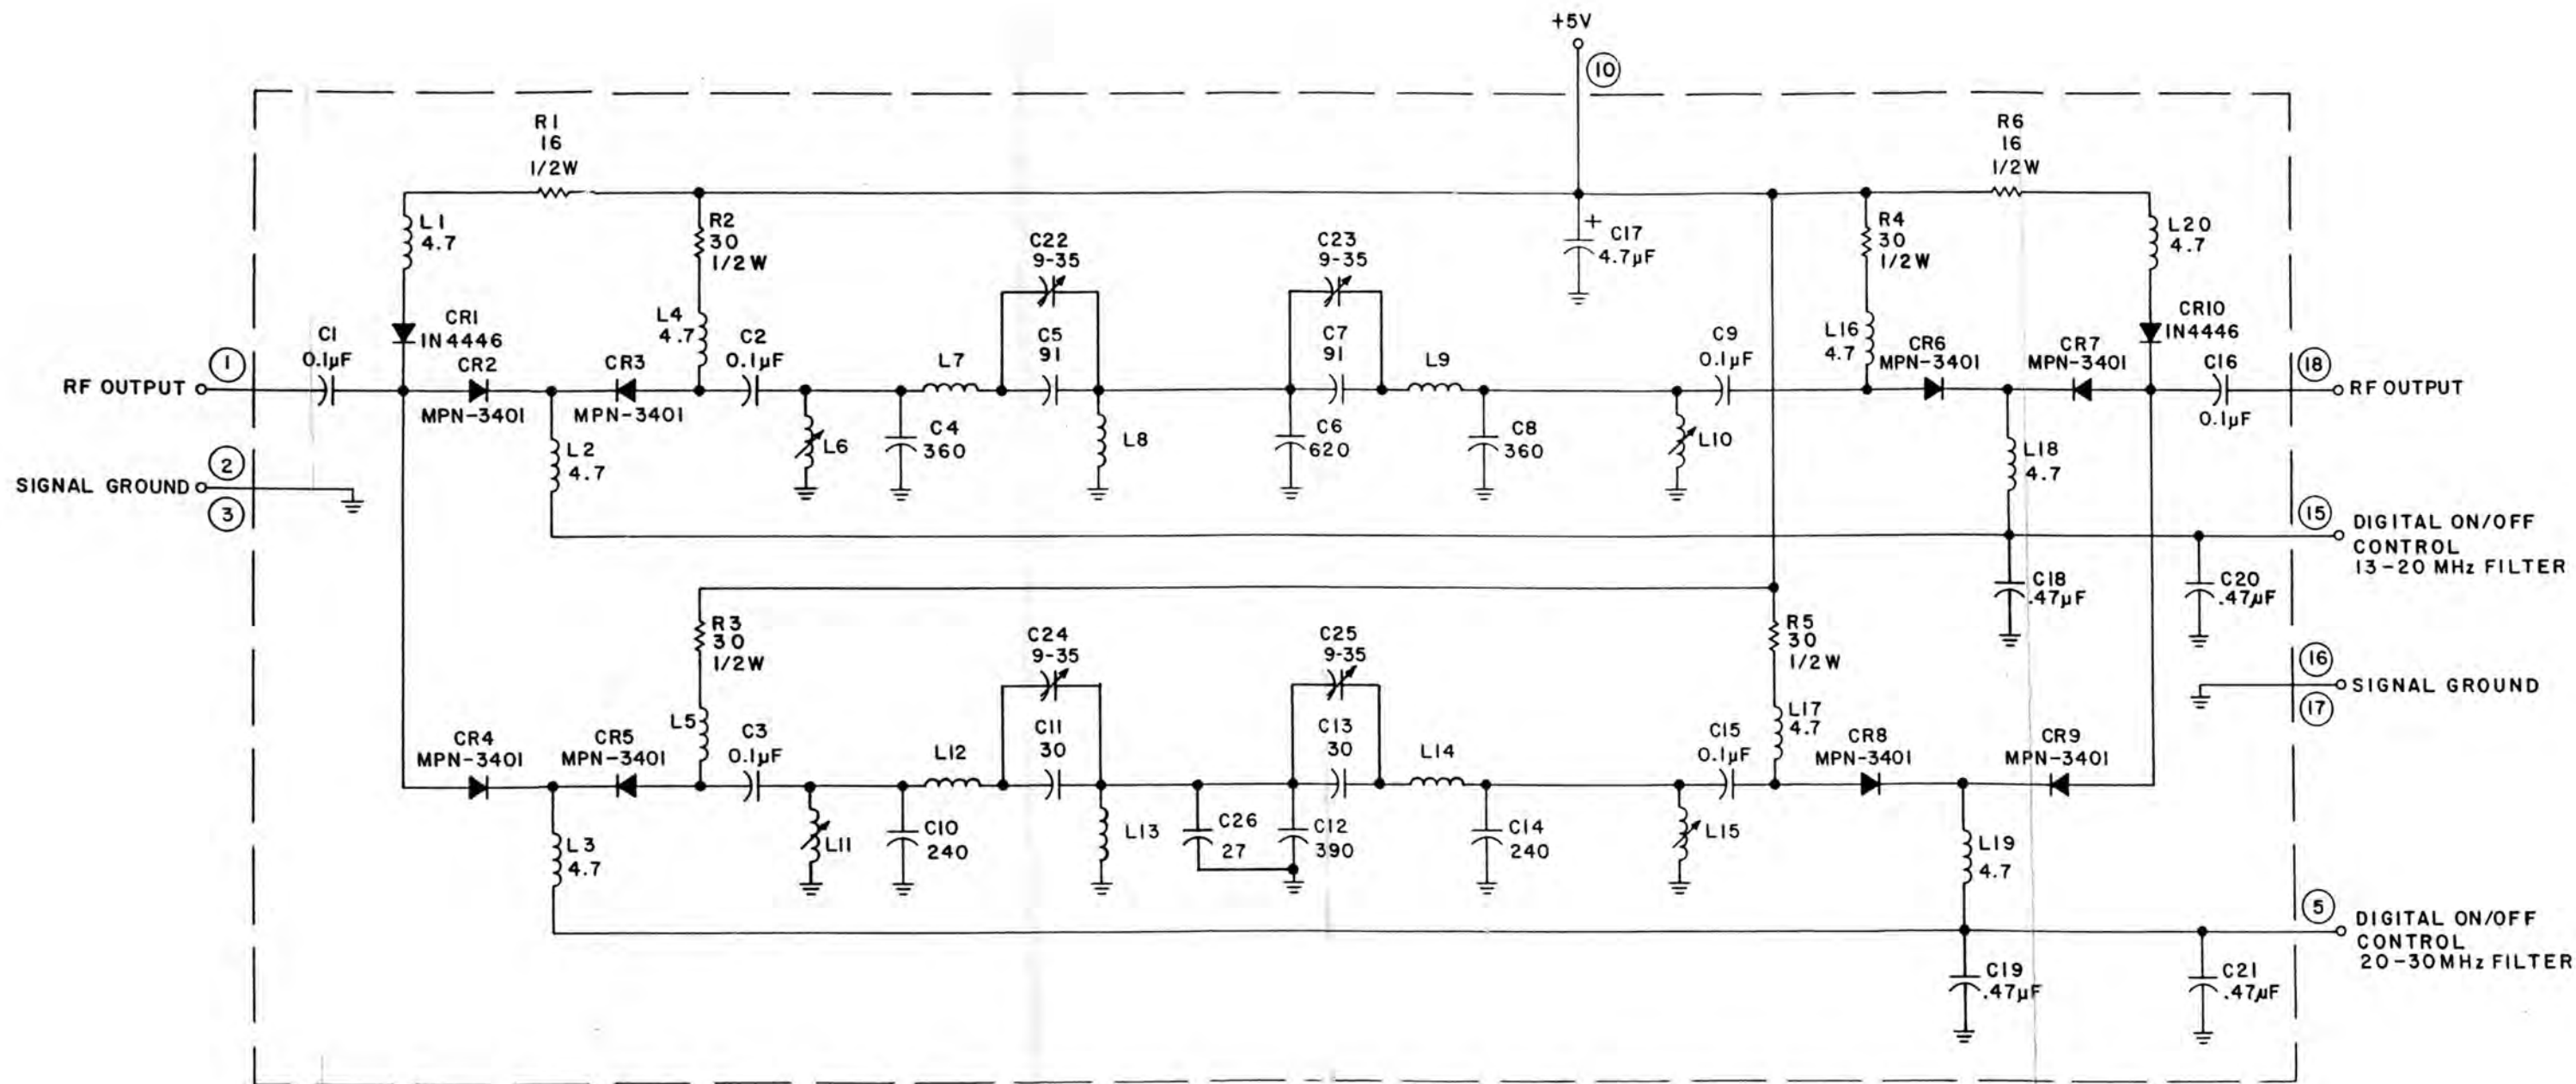 +5V
10
R1
16
1/2W
R6
16
1/2W
L1
4.7
R2
30
1/2W
C22
9-35
C23
9-35
+
C17
4.7µF
R4
30
1/2W
L20
4.7
C1
0.1µF
CR1
IN4446
L4
4.7
C2
0.1µF
C5
91
C7
91
C9
0.1µF
L16
4.7
CR10
IN4446
1
RF OUTPUT
CR2
MPN-3401
CR3
MPN-3401
L7
L9
CR6
MPN-3401
CR7
MPN-3401
C16
0.1µF
18
RF OUTPUT
2
SIGNAL GROUND
3
L2
4.7
L6
C4
360
L8
C6
620
C8
360
L10
L18
4.7
15
DIGITAL ON/OFF
CONTROL
13-20 MHz FILTER
C18
.47µF
C20
.47µF
R3
30
1/2W
C24
9-35
C25
9-35
R5
30
1/2W
16
SIGNAL GROUND
17
CR4
MPN-3401
CR5
MPN-3401
L5
C3
0.1µF
L12
C11
30
C13
30
L14
C15
0.1µF
L17
4.7
CR8
MPN-3401
CR9
MPN-3401
L3
4.7
L11
C10
240
L13
C26
27
C12
390
C14
240
L15
L19
4.7
5
DIGITAL ON/OFF
CONTROL
20-30MHz FILTER
C19
.47µF
C21
.47µF